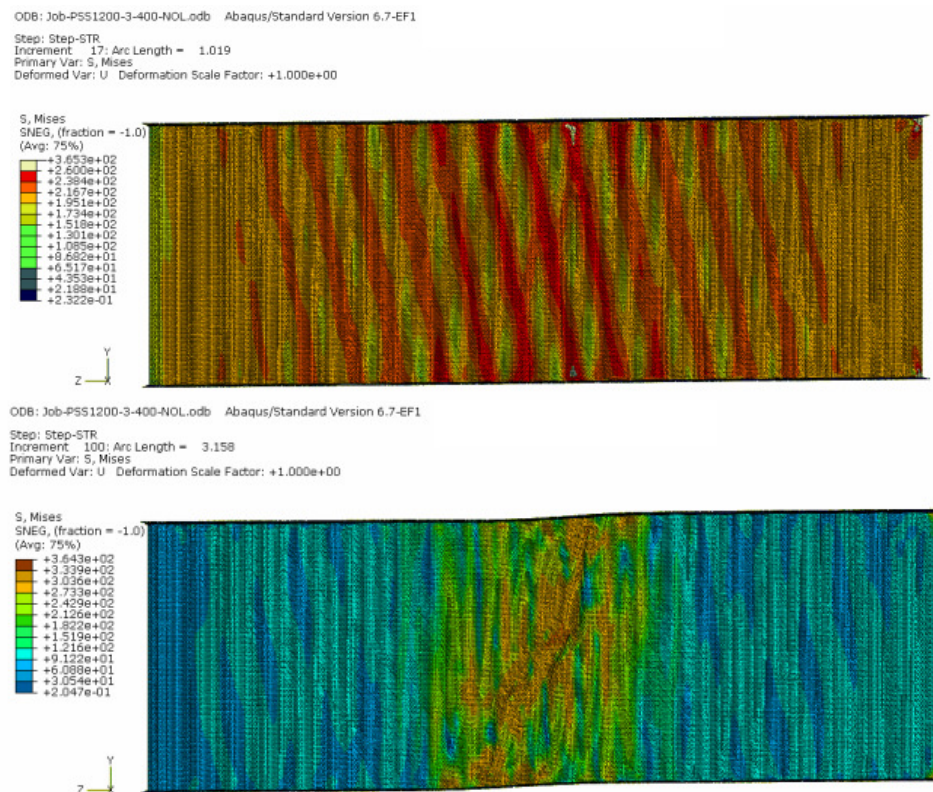 ODB: Job-PSS1200-3-400-NOL.odb    Abaqus/Standard Version 6.7-EF1
Step: Step-STR
Increment    17: Arc Length =    1.019
Primary Var: S, Mises
Deformed Var: U   Deformation Scale Factor: +1.000e+00
S, Mises
SNEG, (fraction = -1.0)
(Avg: 75%)
+3.653e+02
+2.600e+02
+2.384e+02
+2.167e+02
+1.951e+02
+1.734e+02
+1.518e+02
+1.301e+02
+1.085e+02
+8.682e+01
+6.517e+01
+4.353e+01
+2.188e+01
+2.322e-01
Y
Z
X
ODB: Job-PSS1200-3-400-NOL.odb    Abaqus/Standard Version 6.7-EF1
Step: Step-STR
Increment    100: Arc Length =    3.158
Primary Var: S, Mises
Deformed Var: U   Deformation Scale Factor: +1.000e+00
S, Mises
SNEG, (fraction = -1.0)
(Avg: 75%)
+3.643e+02
+3.339e+02
+3.036e+02
+2.733e+02
+2.429e+02
+2.126e+02
+1.822e+02
+1.519e+02
+1.216e+02
+9.122e+01
+6.088e+01
+3.054e+01
+2.047e-01
Y
Z
X